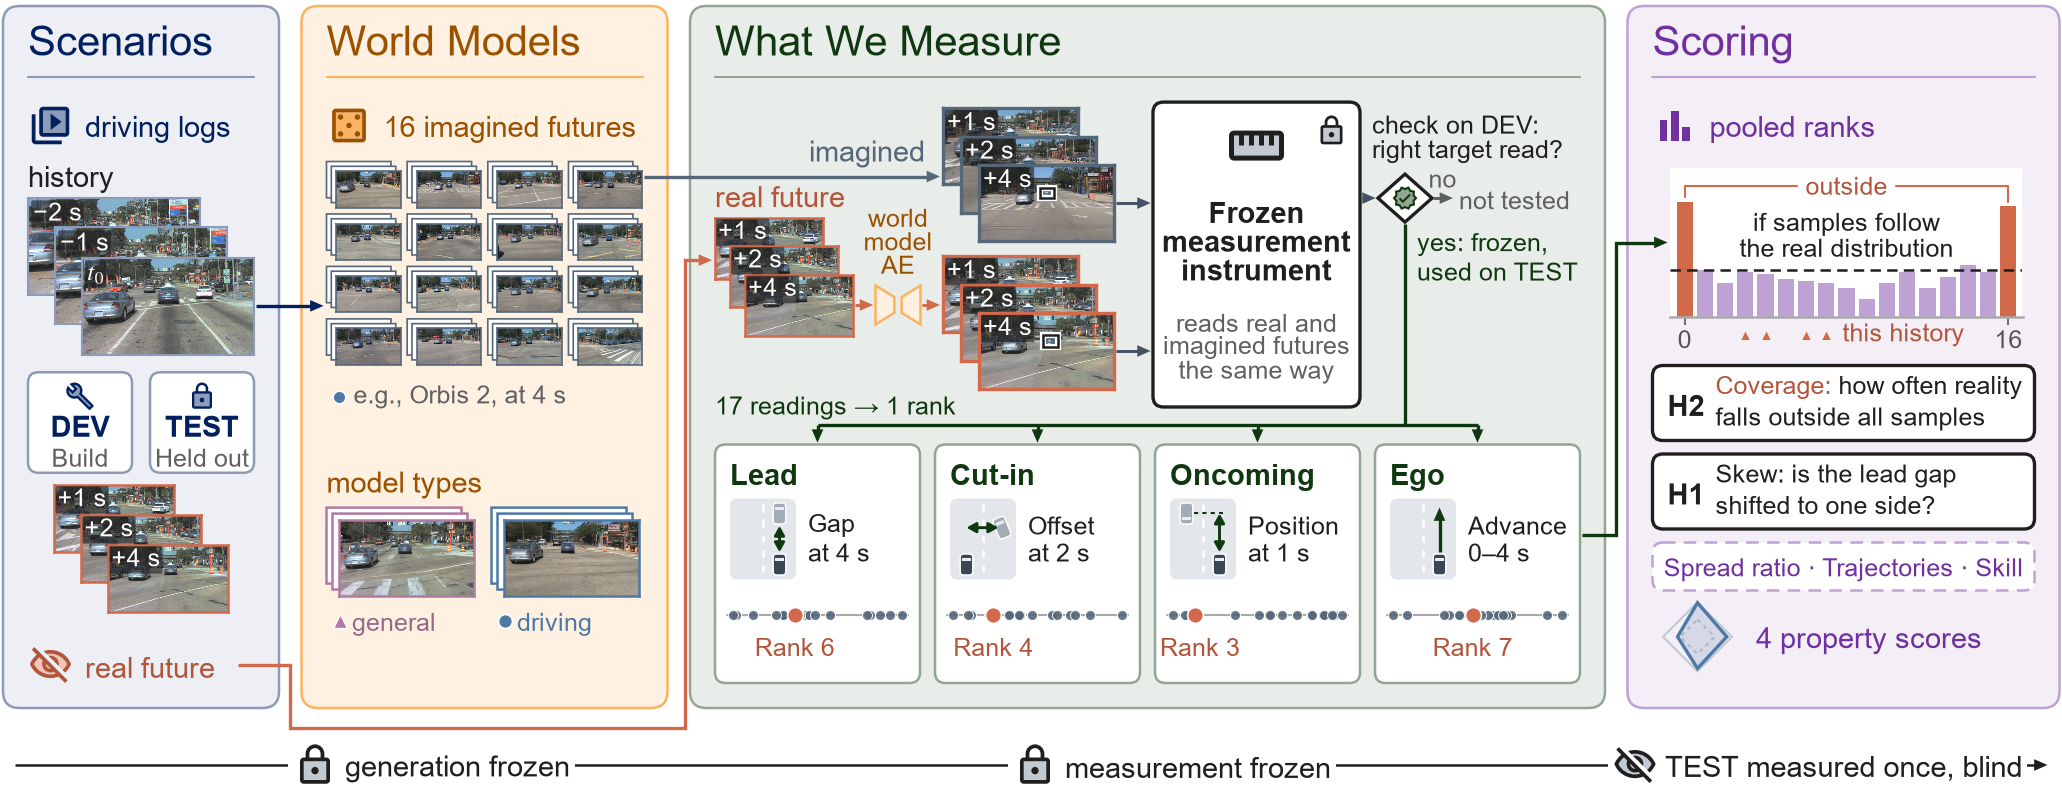 Scenarios
driving logs
history
−2 s
−1 s
t0
DEV
Build
TEST
Held out
+1 s
+2 s
+4 s
real future
World Models
16 imagined futures
e.g., Orbis 2, at 4 s
model types
general
driving
What We Measure
imagined
+1 s
+2 s
+4 s
real future
+1 s
+2 s
+4 s
world
model
AE
+1 s
+2 s
+4 s
Frozen
measurement
instrument
reads real and
imagined futures
the same way
check on DEV:
right target read?
no
not tested
yes: frozen,
used on TEST
17 readings → 1 rank
Lead
Gap
at 4 s
Rank 6
Cut-in
Offset
at 2 s
Rank 4
Oncoming
Position
at 1 s
Rank 3
Ego
Advance
0–4 s
Rank 7
Scoring
pooled ranks
outside
if samples follow
the real distribution
0
this history
16
H2 Coverage: how often reality
falls outside all samples
H1 Skew: is the lead gap
shifted to one side?
Spread ratio · Trajectories · Skill
4 property scores
generation frozen
measurement frozen
TEST measured once, blind